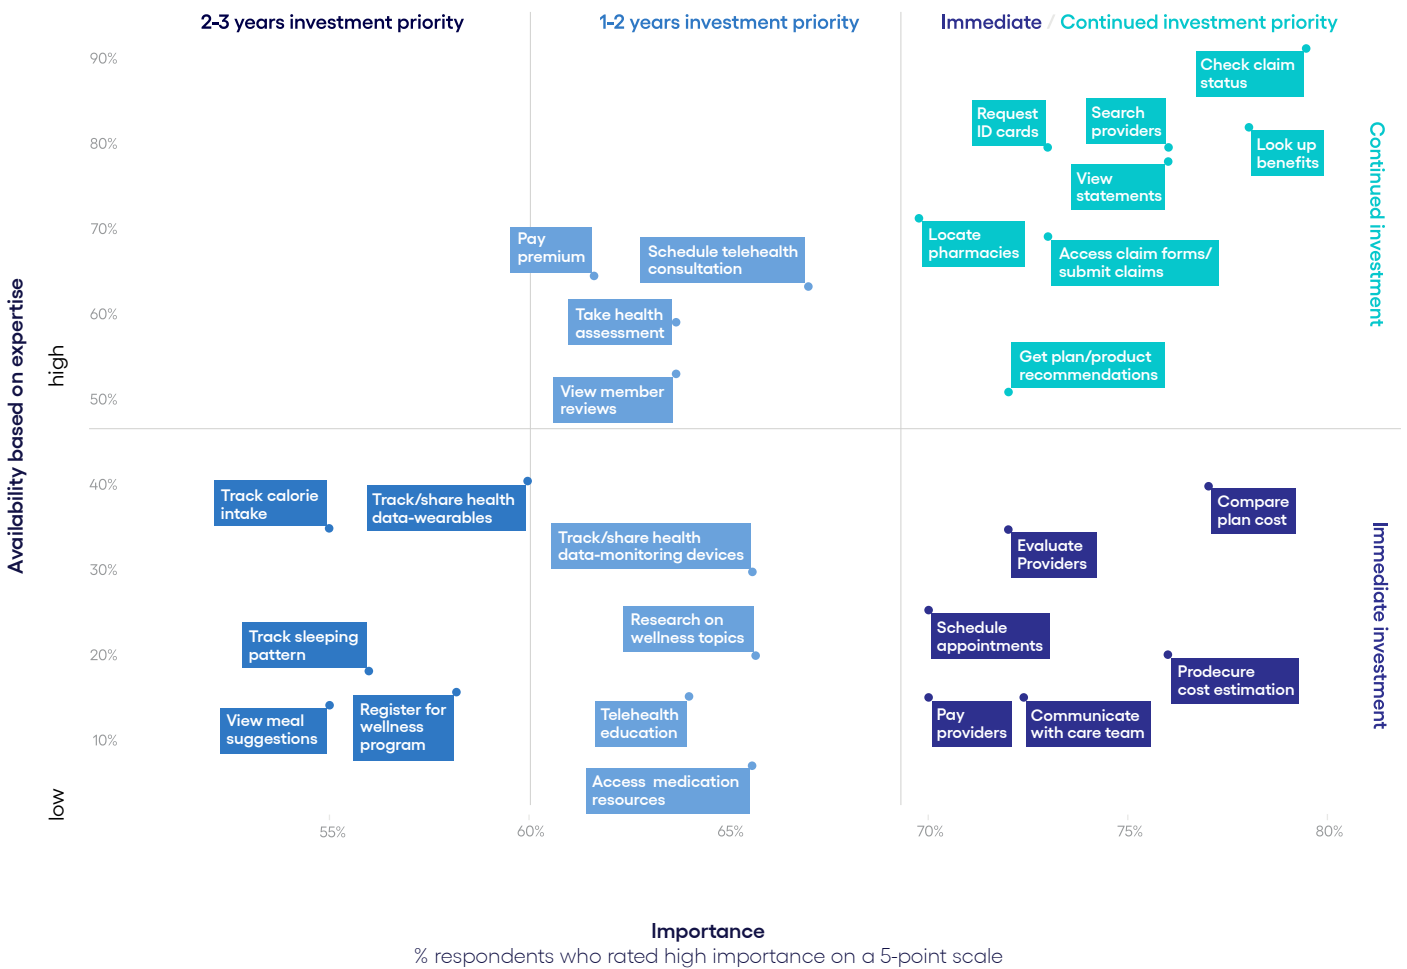 2-3 years investment priority
1-2 years investment priority
Immediate / Continued investment priority
90%
80%
70%
60%
50%
40%
30%
20%
10%
Availability based on expertise
high
low
Check claim
status
Request
ID cards
Search
providers
Look up
benefits
View
statements
Locate
pharmacies
Access claim forms/
submit claims
Get plan/product
recommendations
Continued investment
Pay
premium
Schedule telehealth
consultation
Take health
assessment
View member
reviews
Track calorie
intake
Track/share health
data-wearables
Track sleeping
pattern
View meal
suggestions
Register for
wellness
program
Track/share health
data-monitoring devices
Research on
wellness topics
Telehealth
education
Access  medication
resources
Compare
plan cost
Evaluate
Providers
Schedule
appointments
Prodecure
cost estimation
Pay
providers
Communicate
with care team
Immediate investment
55%
60%
65%
70%
75%
80%
Importance
% respondents who rated high importance on a 5-point scale